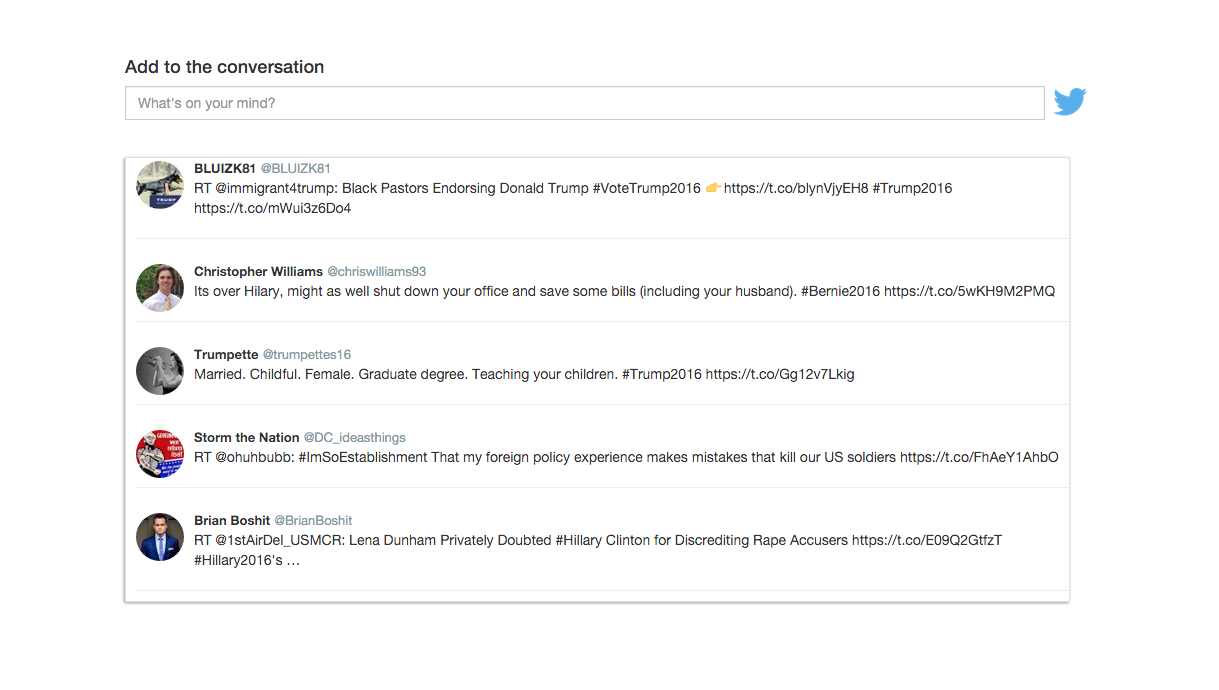 Add to the conversation
What's on your mind?
BLUIZK81 @BLUIZK81
RT @immigrant4trump: Black Pastors Endorsing Donald Trump #VoteTrump2016 👉https://t.co/blynVjyEH8 #Trump2016
https://t.co/mWui3z6Do4
TRUMP
Christopher Williams @chriswilliams93
Its over Hilary, might as well shut down your office and save some bills (including your husband). #Bernie2016 https://t.co/5wKH9M2PMQ
Trumpette @trumpettes16
Married. Childful. Female. Graduate degree. Teaching your children. #Trump2016 https://t.co/Gg12v7Lkig
Storm the Nation @DC_ideasthings
RT @ohuhbubb: #ImSoEstablishment That my foreign policy experience makes mistakes that kill our US soldiers https://t.co/FhAeY1AhbO
Brian Boshit @BrianBoshit
RT @1stAirDel_USMCR: Lena Dunham Privately Doubted #Hillary Clinton for Discrediting Rape Accusers https://t.co/E09Q2GtfzT
#Hillary2016's …